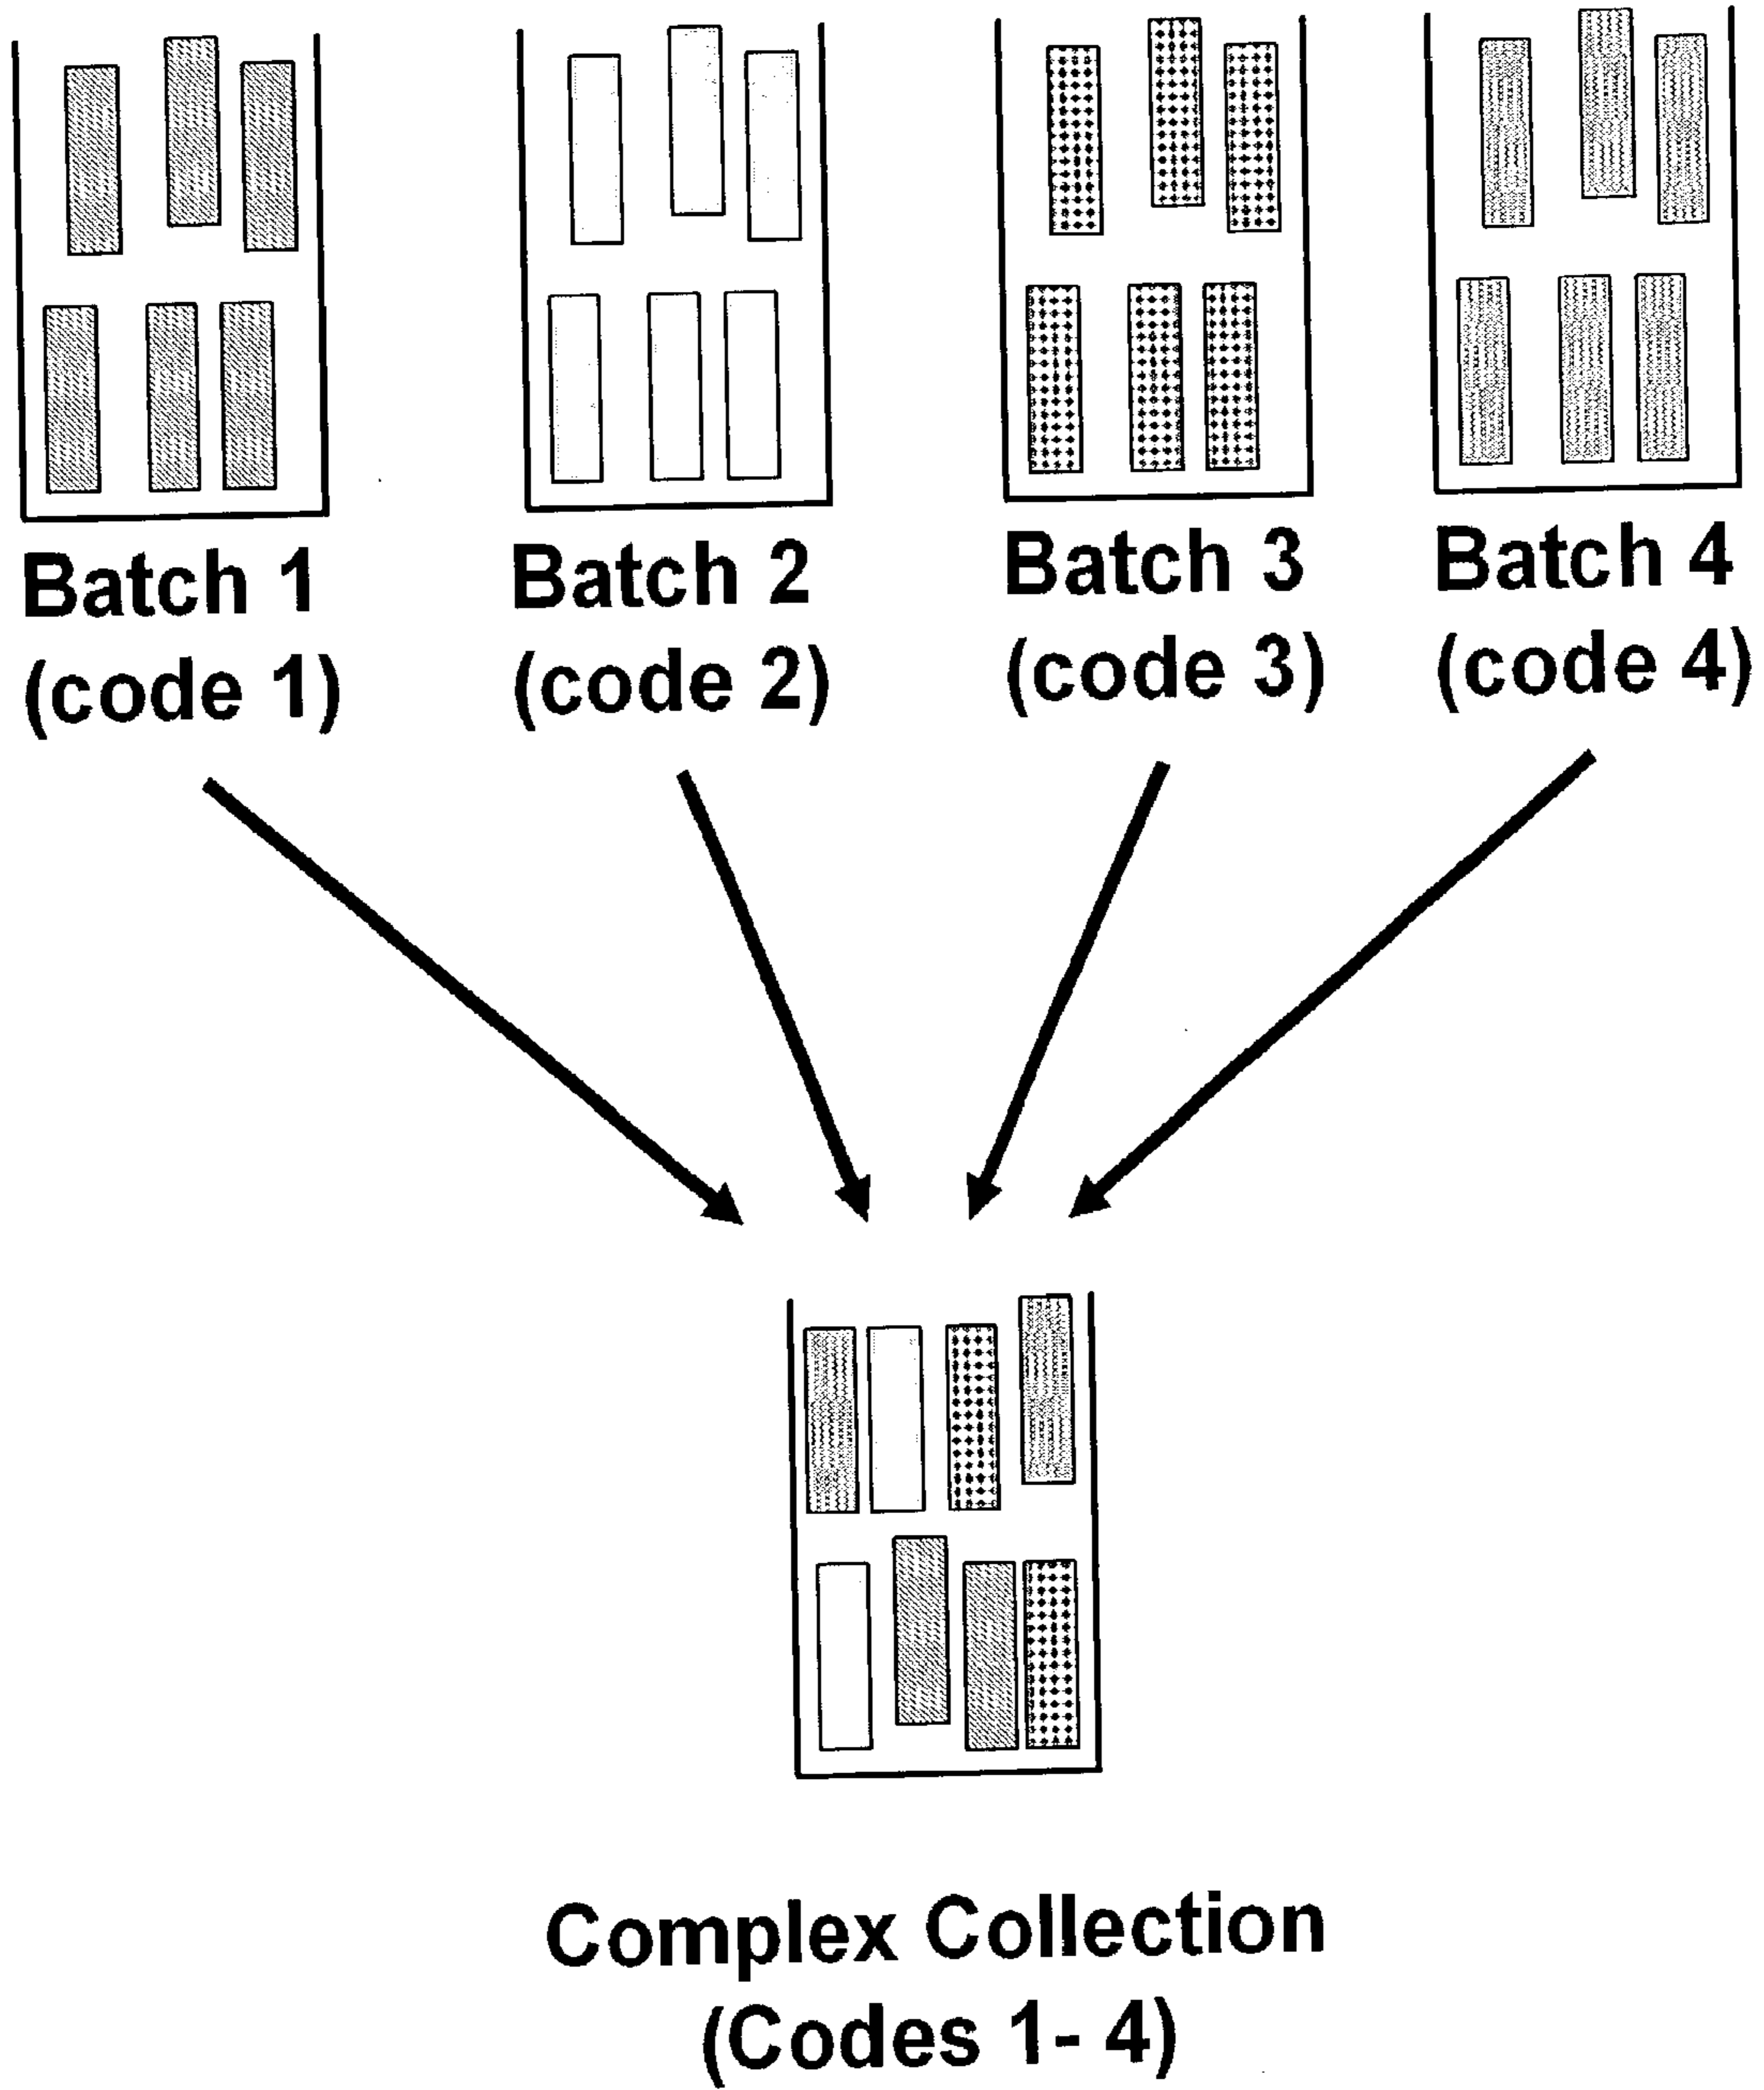 Batch 1
(code 1)
Batch 2
(code 2)
Batch 3
(code 3)
Batch 4
(code 4)
Complex Collection
(Codes 1- 4)